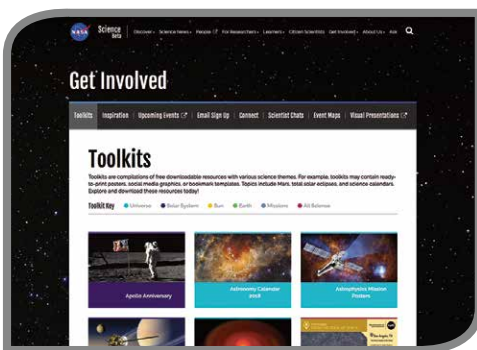 NASA
Science
Beta
Discover Science News People For Researchers Learners Citizen Scientists Get Involved About Us Ask
Get Involved
Toolkits | Inspiration | Upcoming Events | Email Sign Up | Connect | Scientist Chats | Event Maps | Visual Presentations
Toolkits
Toolkits are compilations of free downloadable resources with various science themes. For example, toolkits may contain ready-
to-print posters, social media graphics, or bookmark templates. Topics include Mars, total solar eclipses, and science calendars.
Explore and download these resources today!
Toolkit Key Universe Solar System Sun Earth Missions All Science
Apollo Anniversary
Astronomy Calendar
2018
Astrophysics Mission
Posters
Los Angeles, CA